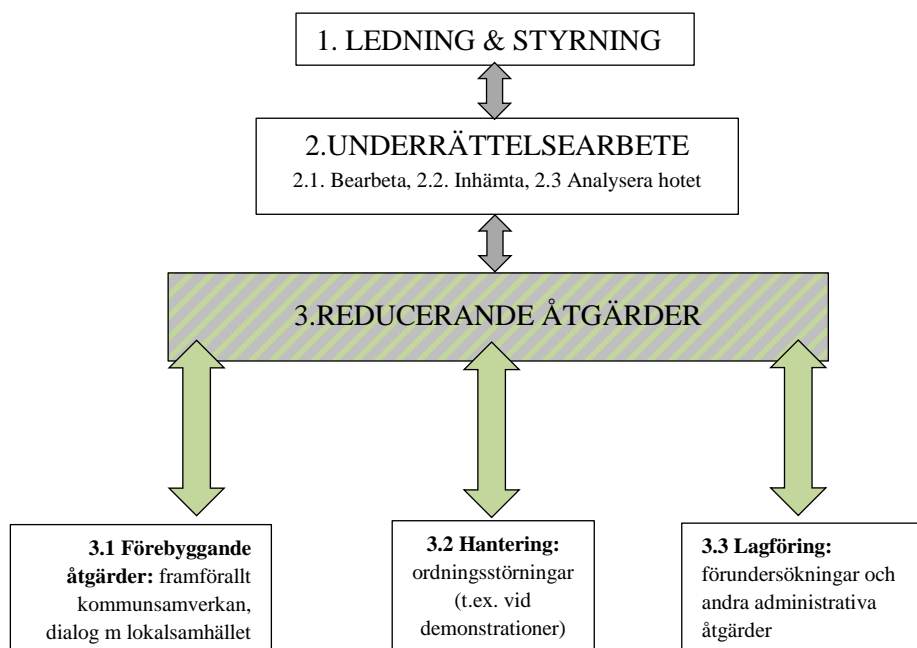 1. LEDNING & STYRNING
2.UNDERRÄTTELSEARBETE
2.1. Bearbeta, 2.2. Inhämta, 2.3 Analysera hotet
3.REDUCERANDE ÅTGÄRDER
3.1 Förebyggande
åtgärder: framförallt
kommunsamverkan,
dialog m lokalsamhället
3.2 Hantering:
ordningsstörningar
(t.ex. vid
demonstrationer)
3.3 Lagföring:
förundersökningar och
andra administrativa
åtgärder